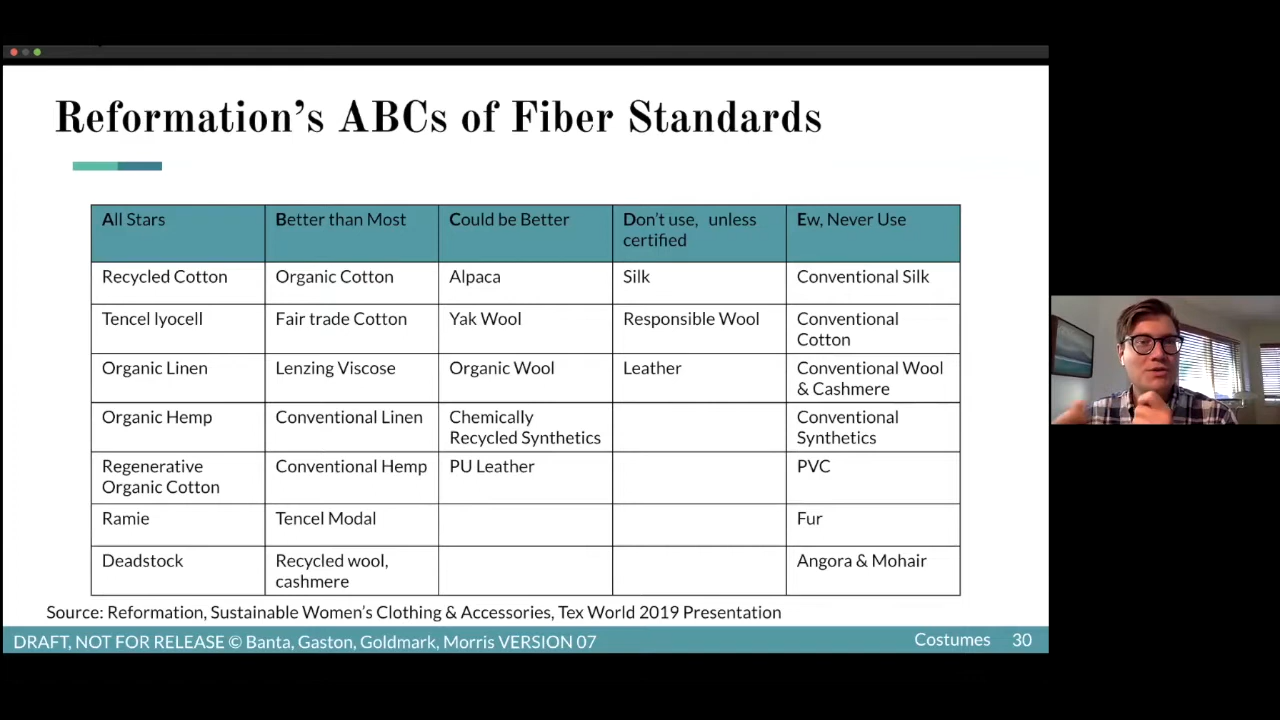 Reformation's ABCs of Fiber Standards
All Stars
Better than Most
Could be Better
Don't use, unless
certified
Ew, Never Use
Recycled Cotton
Organic Cotton
Alpaca
Silk
Conventional Silk
Tencel lyocell
Fair trade Cotton
Yak Wool
Responsible Wool
Conventional
Cotton
Organic Linen
Lenzing Viscose
Organic Wool
Leather
Conventional Wool
& Cashmere
Organic Hemp
Conventional Linen
Chemically
Recycled Synthetics
Conventional
Synthetics
Regenerative
Organic Cotton
Conventional Hemp
PU Leather
PVC
Ramie
Tencel Modal
Fur
Deadstock
Recycled wool,
cashmere
Angora & Mohair
Source: Reformation, Sustainable Women's Clothing & Accessories, Tex World 2019 Presentation
DRAFT, NOT FOR RELEASE © Banta, Gaston, Goldmark, Morris VERSION 07
Costumes 30